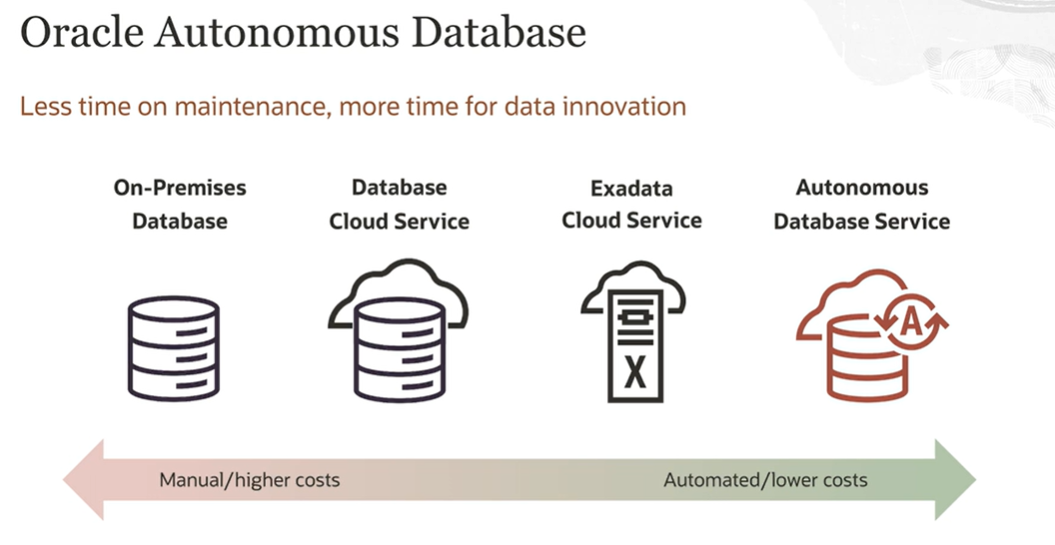 Oracle Autonomous Database
Less time on maintenance, more time for data innovation
On-Premises
Database
Database
Cloud Service
Exadata
Cloud Service
Autonomous
Database Service
X
A
Manual/higher costs
Automated/lower costs